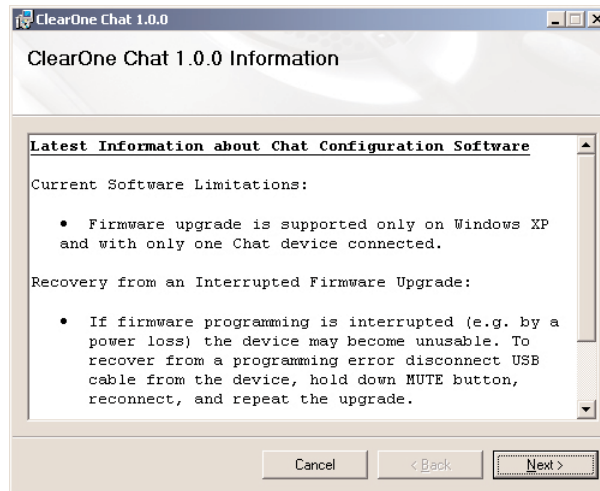 ClearOne Chat 1.0.0
ClearOne Chat 1.0.0 Information
Latest Information about Chat Configuration Software
Current Software Limitations:
• Firmware upgrade is supported only on Windows XP
and with only one Chat device connected.
Recovery from an Interrupted Firmware Upgrade:
• If firmware programming is interrupted (e.g. by a
power loss) the device may become unusable. To
recover from a programming error disconnect USB
cable from the device, hold down MUTE button,
reconnect, and repeat the upgrade.
Cancel < Back Next >